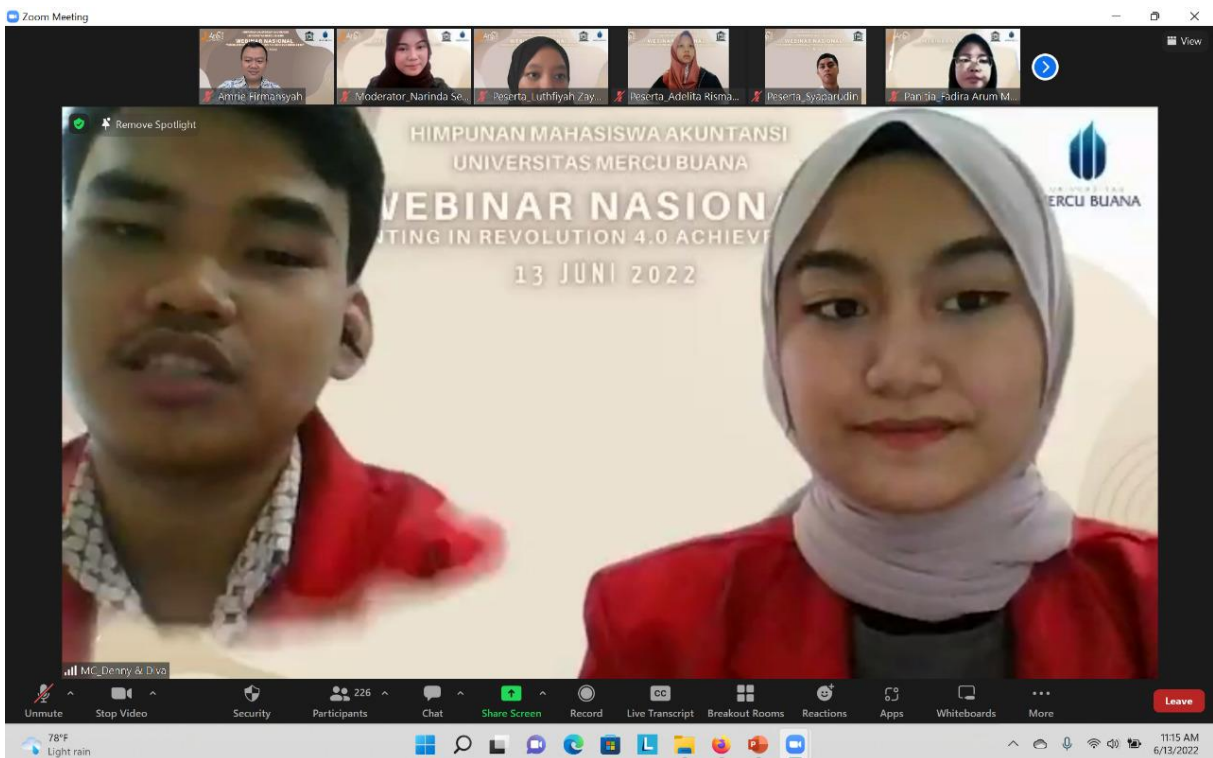 Zoom Meeting
View
Amrie Firmansyah
Moderator_Narinda Se...
Peserta_Luthfiyah Zay...
Peserta_Adelita Risma...
Peserta_Syaparudin
Panitia_Fadira Arum M...
Remove Spotlight
HIMPUNAN MAHASISWA AKUNTANSI
UNIVERSITAS MERCU BUANA
WEBINAR NASIONA
TING IN REVOLUTION 4.0 ACHIEVE
13 JUNI 2022
ERCU BUANA
MC_Denny & Diva
Unmute
Stop Video
Security
226
Participants
Chat
Share Screen
Record
CC
Live Transcript
Breakout Rooms
Reactions
Apps
Whiteboards
More
Leave
78°F
Light rain
11:15 AM
6/13/2022